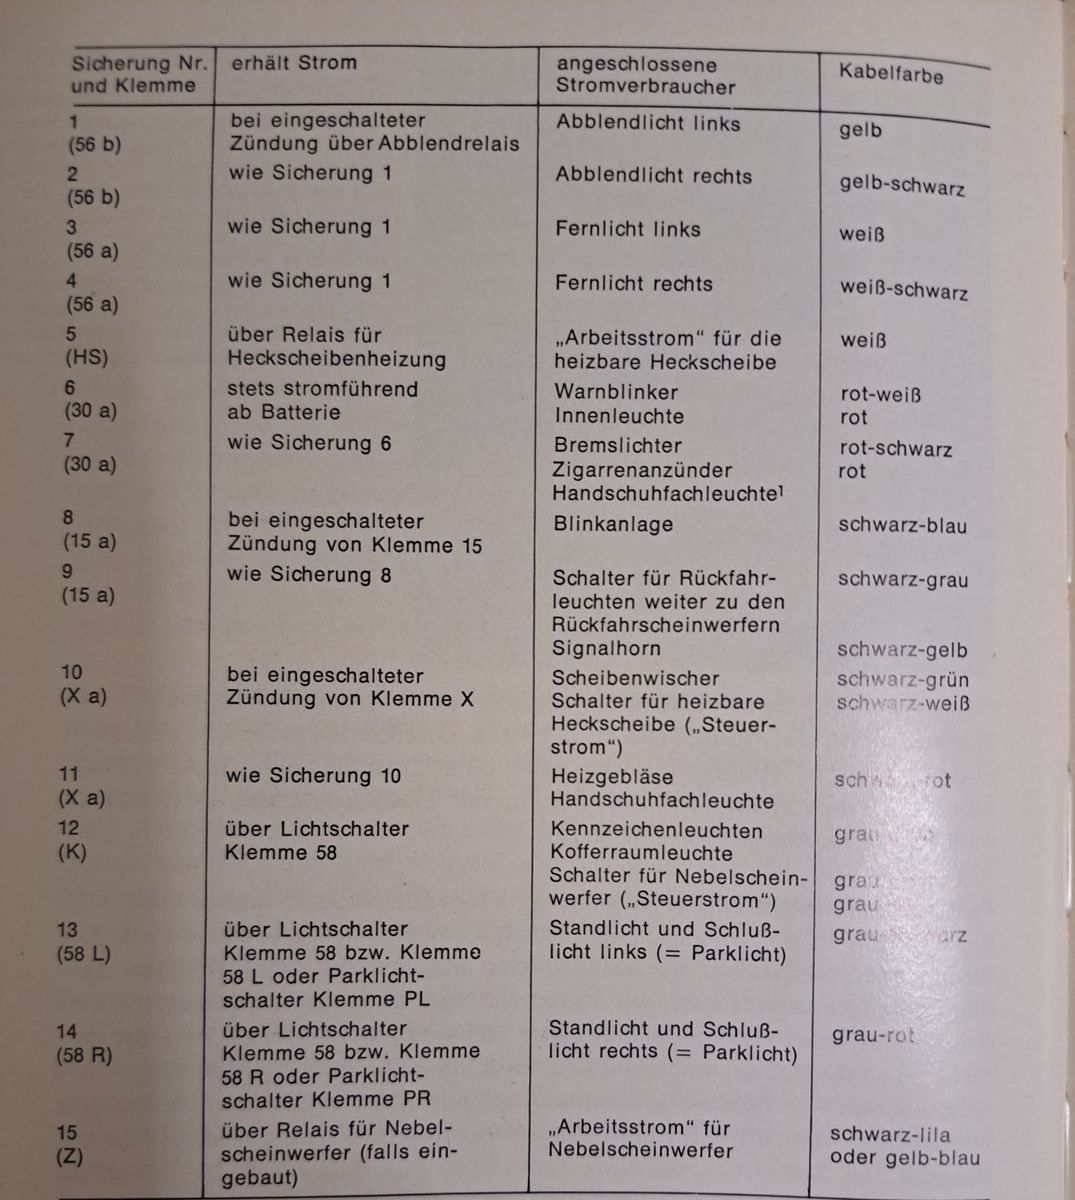 Sicherung Nr. erhält Strom angeschlossene Kabelfarbe
und Klemme Stromverbraucher
1 bei eingeschalteter Abblendlicht links gelb
(56 b) Zündung über Abblendrelais
2 wie Sicherung 1 Abblendlicht rechts gelb-schwarz
(56 b)
3 wie Sicherung 1 Fernlicht links weiß
(56 a)
4 wie Sicherung 1 Fernlicht rechts weiß-schwarz
(56 a)
5 über Relais für „Arbeitsstrom“ für die weiß
(HS) Heckscheibenheizung heizbare Heckscheibe
6 stets stromführend Warnblinker rot-weiß
(30 a) ab Batterie Innenleuchte rot
7 wie Sicherung 6 Bremslichter rot-schwarz
(30 a) Zigarrenanzünder rot
Handschuhfachleuchte¹
8 bei eingeschalteter Blinkanlage schwarz-blau
(15 a) Zündung von Klemme 15
9 wie Sicherung 8 Schalter für Rückfahr- schwarz-grau
(15 a) leuchten weiter zu den
Rückfahrscheinwerfern
Signalhorn schwarz-gelb
10 bei eingeschalteter Scheibenwischer schwarz-grün
(X a) Zündung von Klemme X Schalter für heizbare schwarz-weiß
Heckscheibe („Steuer-
strom“)
11 wie Sicherung 10 Heizgebläse schwarz-rot
(X a) Handschuhfachleuchte
12 über Lichtschalter Kennzeichenleuchten
(K) Klemme 58 Kofferraumleuchte
Schalter für Nebelschein-
werfer („Steuerstrom“)
13 über Lichtschalter Standlicht und Schluß- grau-schwarz
(58 L) Klemme 58 bzw. Klemme licht links (= Parklicht)
58 L oder Parklicht-
schalter Klemme PL
14 über Lichtschalter Standlicht und Schluß- grau-rot
(58 R) Klemme 58 bzw. Klemme licht rechts (= Parklicht)
58 R oder Parklicht-
schalter Klemme PR
15 über Relais für Nebel- „Arbeitsstrom“ für schwarz-lila
(Z) scheinwerfer (falls ein- Nebelscheinwerfer oder gelb-blau
gebaut)